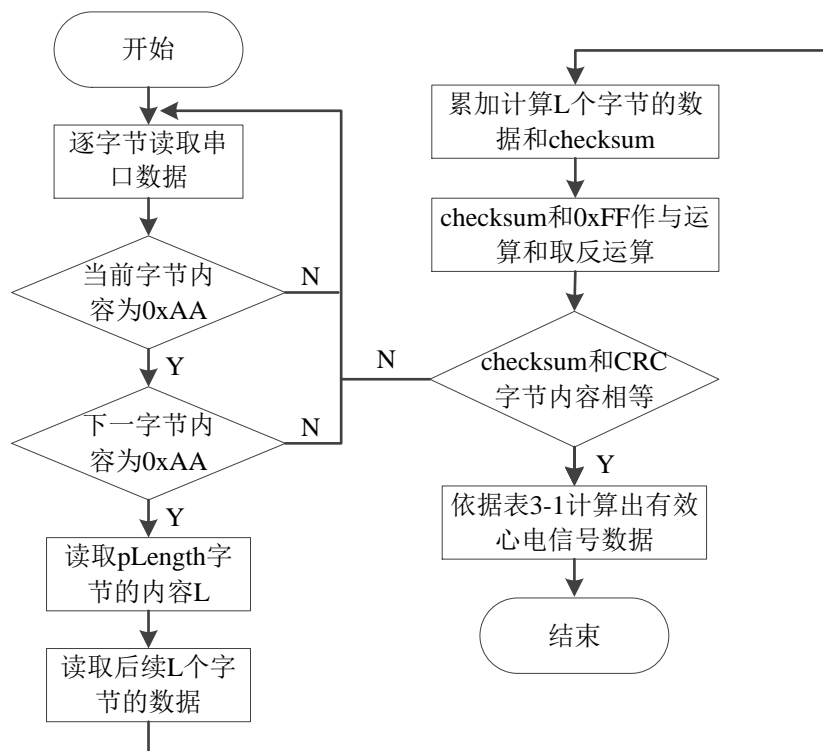 开始
逐字节读取串
口数据
当前字节内
容为0xAA
N
Y
下一字节内
容为0xAA
N
Y
读取pLength字
节的内容L
读取后续L个字
节的数据
累加计算L个字节的数
据和checksum
checksum和0xFF作与运
算和取反运算
checksum和CRC
字节内容相等
N
Y
依据表3-1计算出有效
心电信号数据
结束